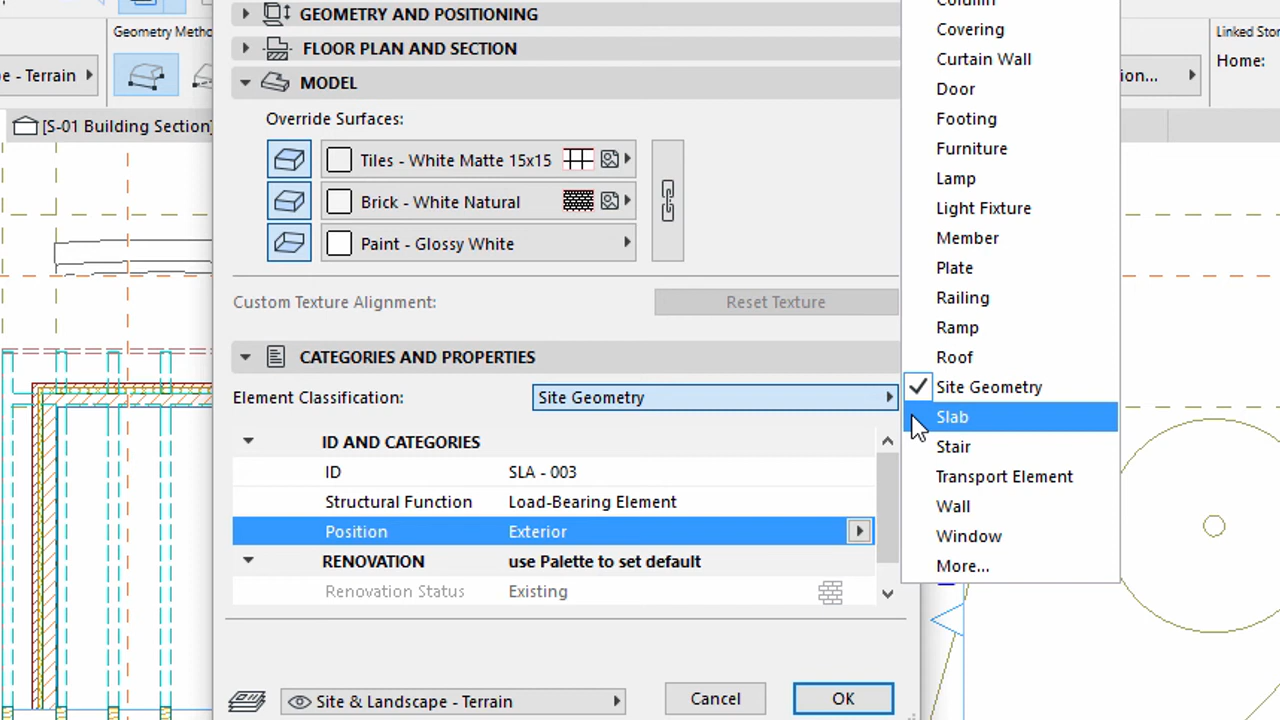 Column
GEOMETRY AND POSITIONING
Covering
Geometry Metho
Linked Stor
FLOOR PLAN AND SECTION
Curtain Wall
Home:
e - Terrain
ion...
MODEL
Door
Override Surfaces:
Footing
[S-01 Building Section]
Furniture
Tiles - White Matte 15x15
Lamp
Brick - White Natural
Light Fixture
Paint - Glossy White
Member
Plate
Custom Texture Alignment:
Reset Texture
Railing
Ramp
CATEGORIES AND PROPERTIES
Roof
Element Classification:
Site Geometry
Site Geometry
Slab
ID AND CATEGORIES
Stair
ID
SLA - 003
Transport Element
Structural Function
Load-Bearing Element
Wall
Position
Exterior
Window
RENOVATION
use Palette to set default
More...
Renovation Status
Existing
Site & Landscape - Terrain
Cancel
OK